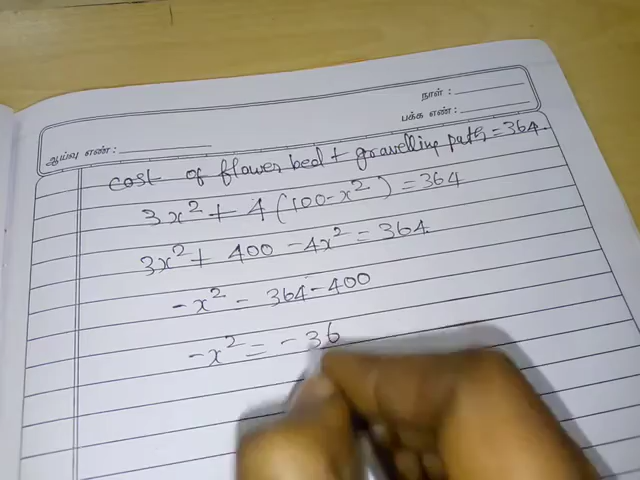 நாள் :
பக்க எண் :
ஆய்வு எண் :
cost of flower bed + gravelling path = 364.
3x² + 4 (100 - x²) = 364
3x² + 400 - 4x² = 364.
-x² = 364 - 400
-x² = -36